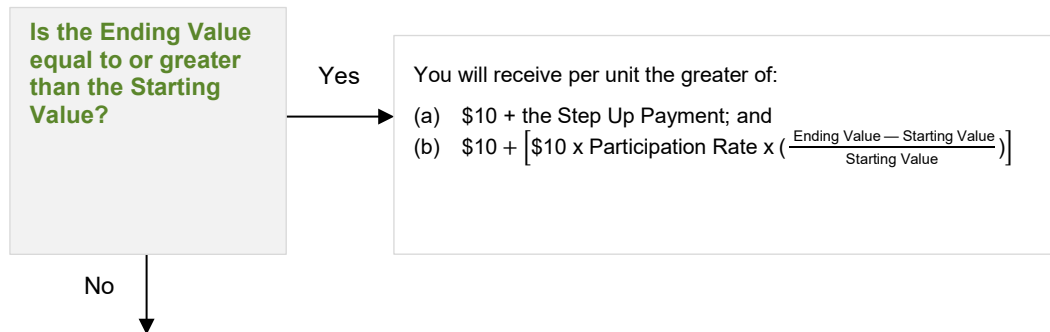 Is the Ending Value
equal to or greater
than the Starting
Value?
Yes
You will receive per unit the greater of:
(a) $10 + the Step Up Payment; and
(b) $10 + [$10 x Participation Rate x (Ending Value — Starting Value / Starting Value)]
No